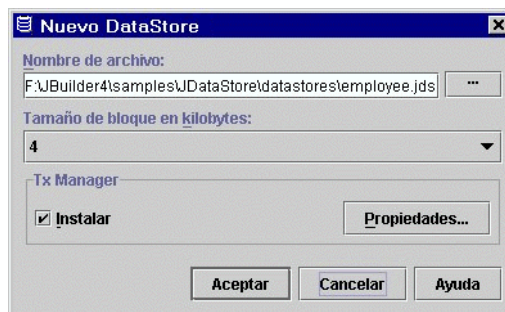 Nuevo DataStore
Nombre de archivo:
F:\JBuilder4\samples\JDataStore\datastores\employee.jds ...
Tamaño de bloque en kilobytes:
4
Tx Manager
Instalar Propiedades...
Aceptar Cancelar Ayuda